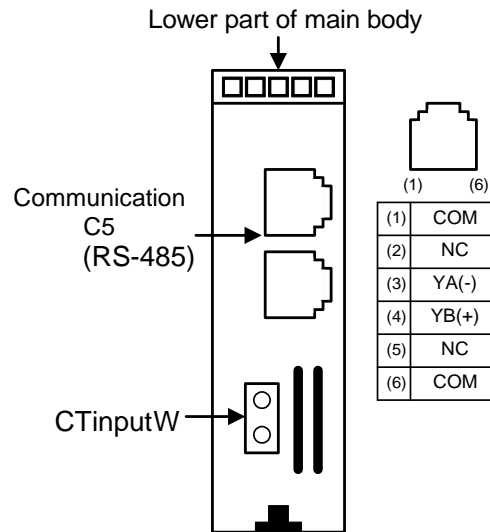 Lower part of main body
Communication
C5
(RS-485)
CTinputW
(1) (6)
(1) COM
(2) NC
(3) YA(-)
(4) YB(+)
(5) NC
(6) COM